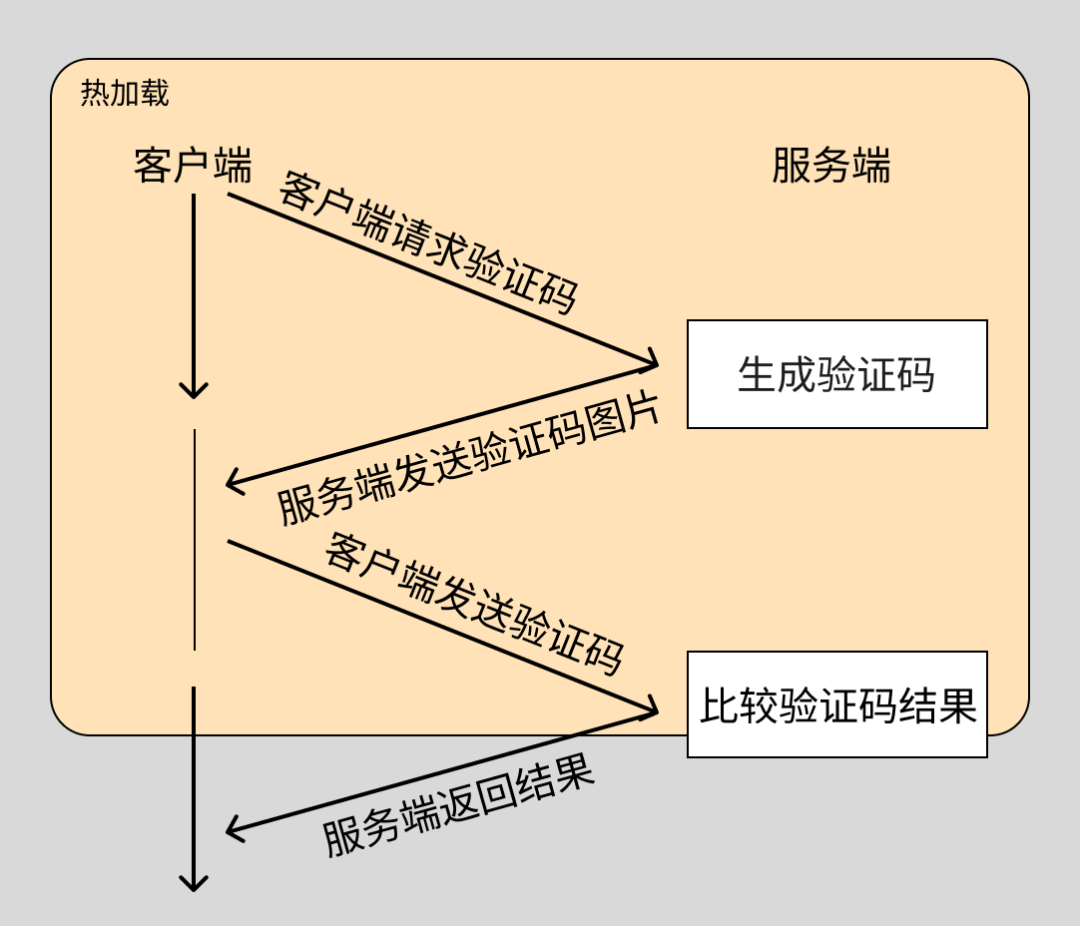 热加载
客户端
服务端
客户端请求验证码
生成验证码
服务端发送验证码图片
客户端发送验证码
比较验证码结果
服务端返回结果